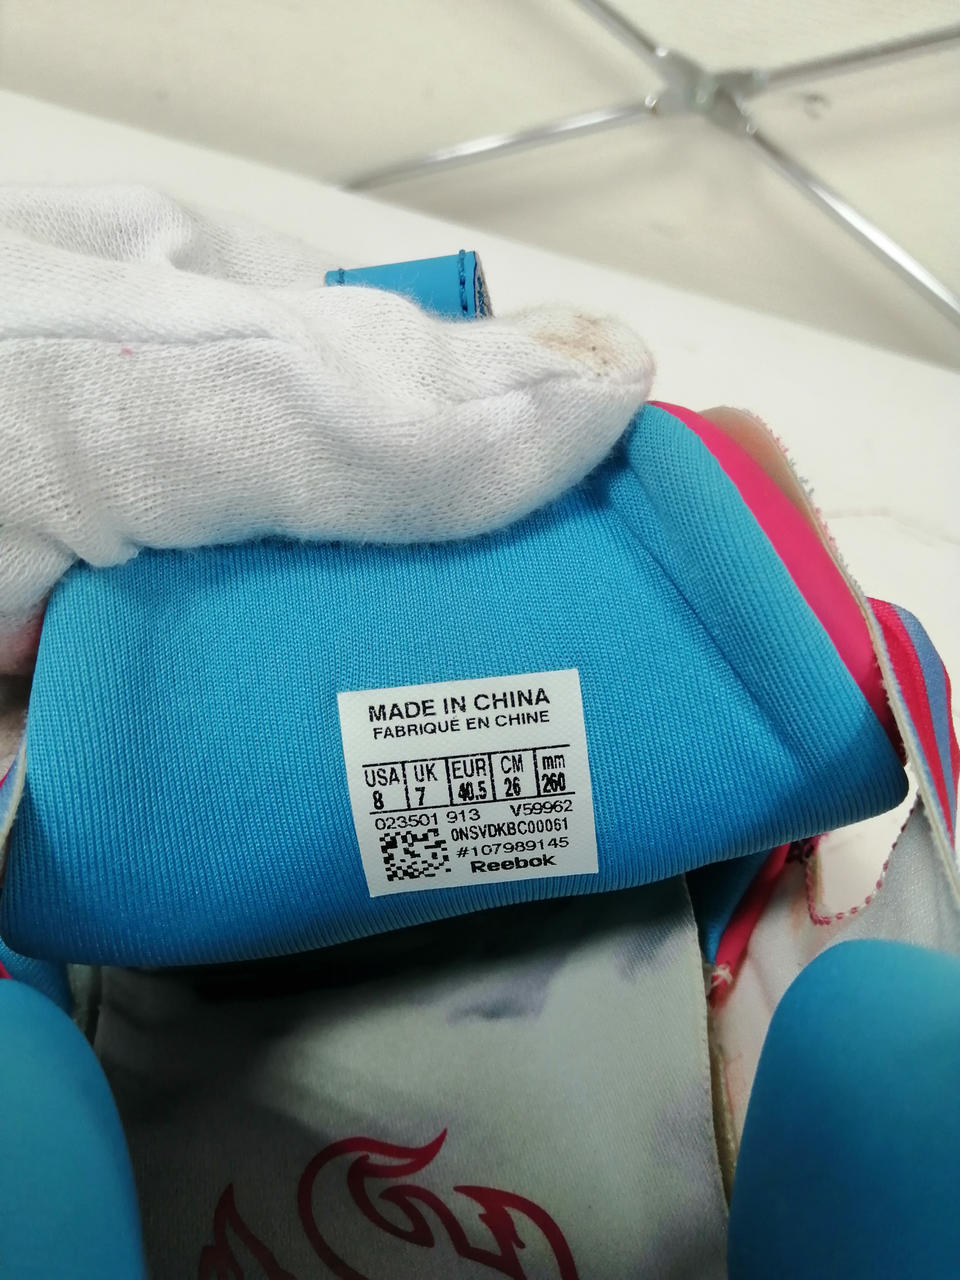 MADE IN CHINA
FABRIQUÉ EN CHINE
USA UK EUR CM mm
8 7 40.5 26 260
023501 913 V59962
0NSVDKBC00061
#107989145
Reebok